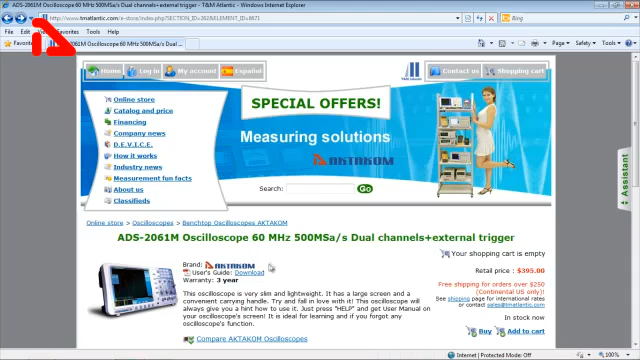 ADS-2061M Oscilloscope 60 MHz 500MSa/s Dual channels+external trigger - T&M Atlantic - Windows Internet Explorer
http://www.tmatlantic.com/e-store/index.php?SECTION_ID=262&ELEMENT_ID=8671
Bing
File Edit Favorites Tools Help
Favorites
ADS-2061M Oscilloscope 60 MHz 500MSa/s Dual ...
Page Safety Tools
Home Log in My account Español
Contact us Shopping cart
Online store
Catalog and price
Financing
Company news
D.E.V.I.C.E.
How it works
Industry news
Measurement fun facts
About us
Classifieds
SPECIAL OFFERS!
Measuring solutions
AKTAKOM
Search: Go
Assistant
Online store > Oscilloscopes > Benchtop Oscilloscopes AKTAKOM
ADS-2061M Oscilloscope 60 MHz 500MSa/s Dual channels+external trigger
Brand: AKTAKOM
User's Guide: Download
Warranty: 3 year
This oscilloscope is very slim and lightweight. It has a large screen and a
convenient carrying handle. Try and fall in love with it! This oscilloscope will
always give you a hint how to use it. Just press "HELP" and get User Manual on
your oscilloscope's screen! It is ideal for learning and if you forgot any
oscilloscope's function.
Compare AKTAKOM Oscilloscopes
Your shopping cart is empty
Retail price : $395.00
Free shipping for orders over $250
(Continental US only!)
See shipping page for international rates
or contact sales@tmatlantic.com
In stock now
Buy Add to cart
Internet | Protected Mode: Off
100%